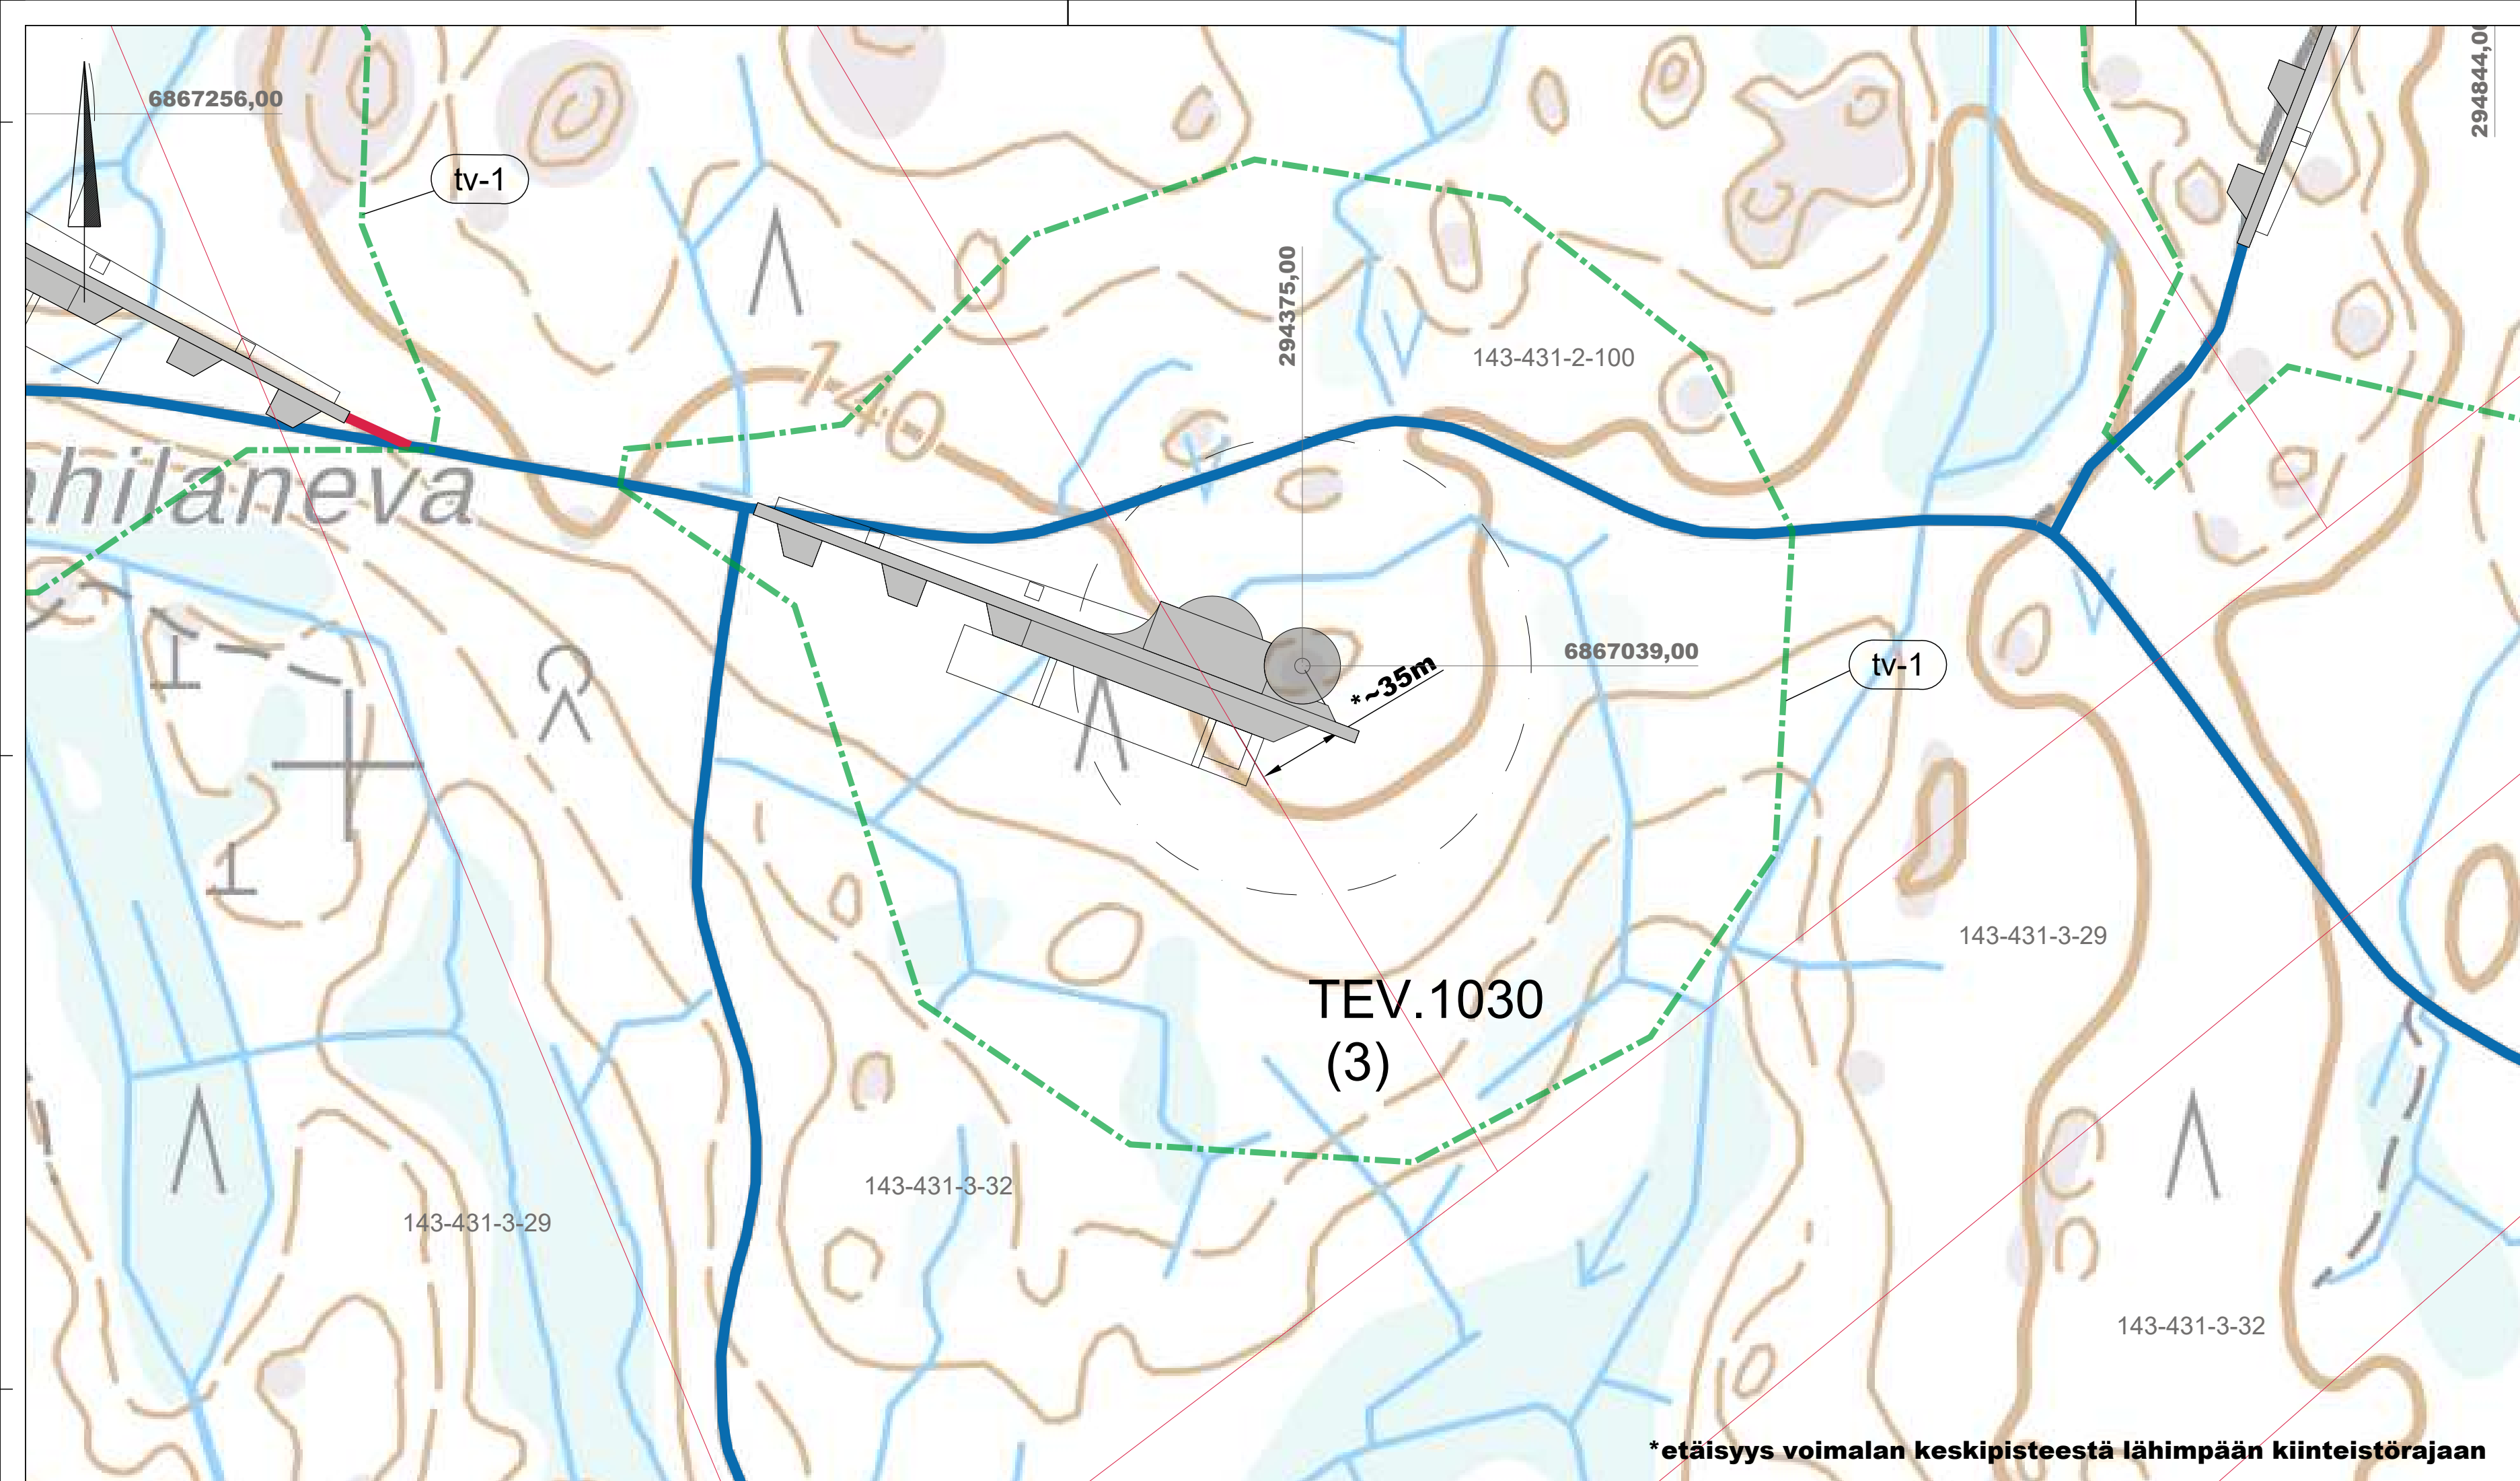 294844,00
6867256,00
tv-1
294375,00
143-431-2-100
140
ahilaneva
6867039,00
*~35m
tv-1
143-431-3-29
TEV.1030
(3)
143-431-3-32
143-431-3-29
143-431-3-32
*etäisyys voimalan keskipisteestä lähimpään kiinteistörajaan